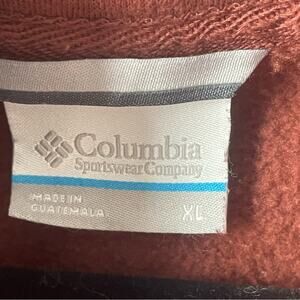 Columbia
Sportswear Company
MADE IN
GUATEMALA
XL